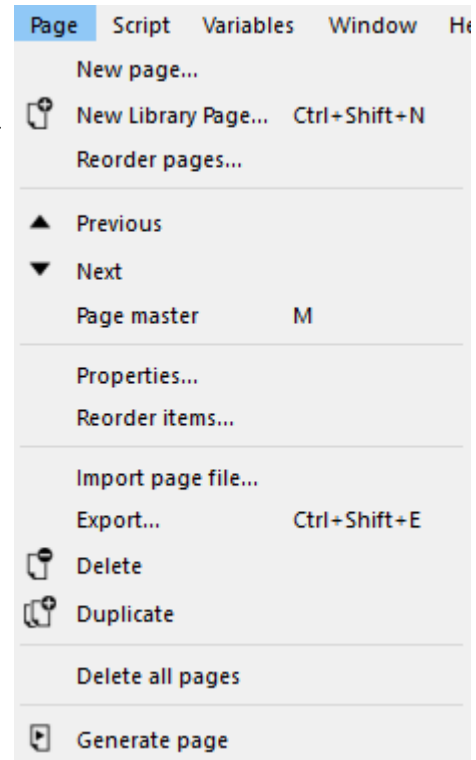 Page Script Variables Window He
New page...
New Library Page... Ctrl+Shift+N
Reorder pages...
Previous
Next
Page master M
Properties...
Reorder items...
Import page file...
Export... Ctrl+Shift+E
Delete
Duplicate
Delete all pages
Generate page